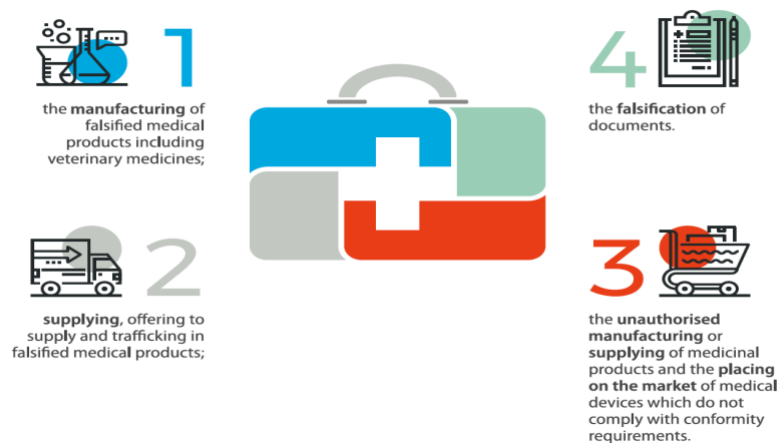 1
the manufacturing of
falsified medical
products including
veterinary medicines;
2
supplying, offering to
supply and trafficking in
falsified medical products;
3
the unauthorised
manufacturing or
supplying of medicinal
products and the placing
on the market of medical
devices which do not
comply with conformity
requirements.
4
the falsification of
documents.